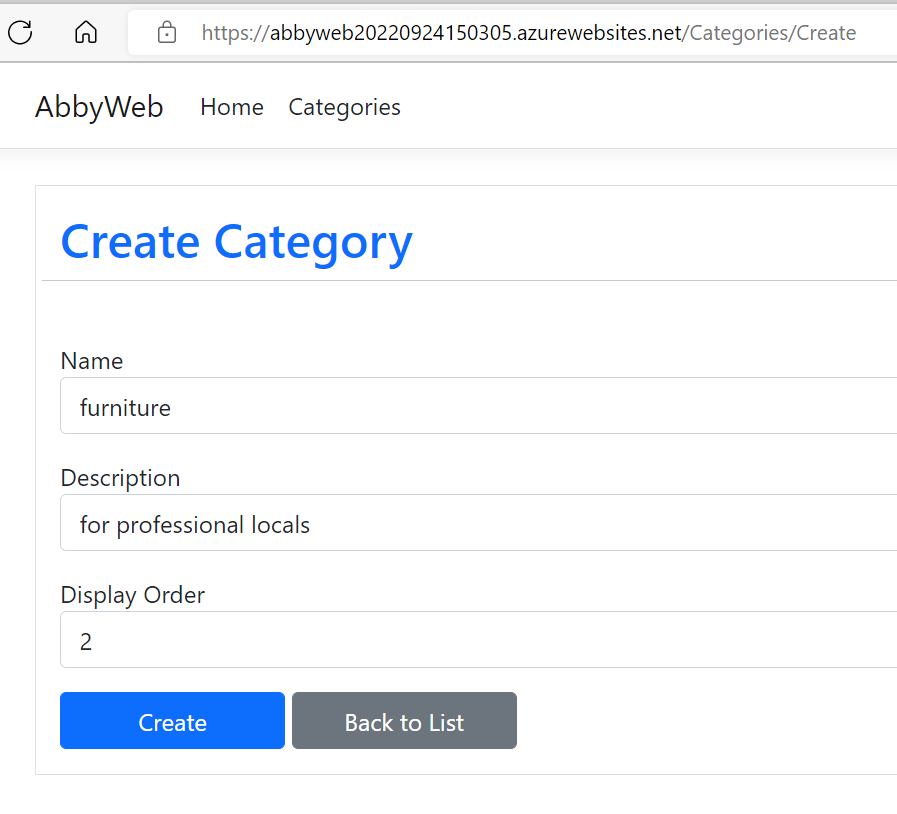 https://abbyweb20220924150305.azurewebsites.net/Categories/Create
AbbyWeb Home Categories
Create Category
Name
furniture
Description
for professional locals
Display Order
2
Create Back to List